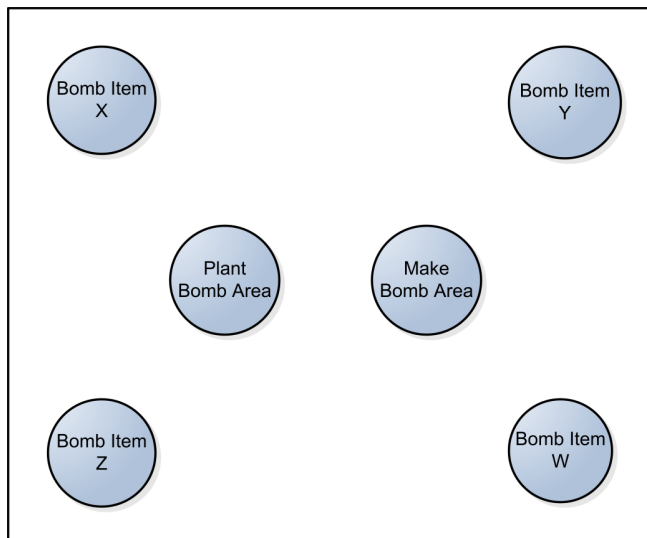 Bomb Item
X
Bomb Item
Y
Plant
Bomb Area
Make
Bomb Area
Bomb Item
Z
Bomb Item
W